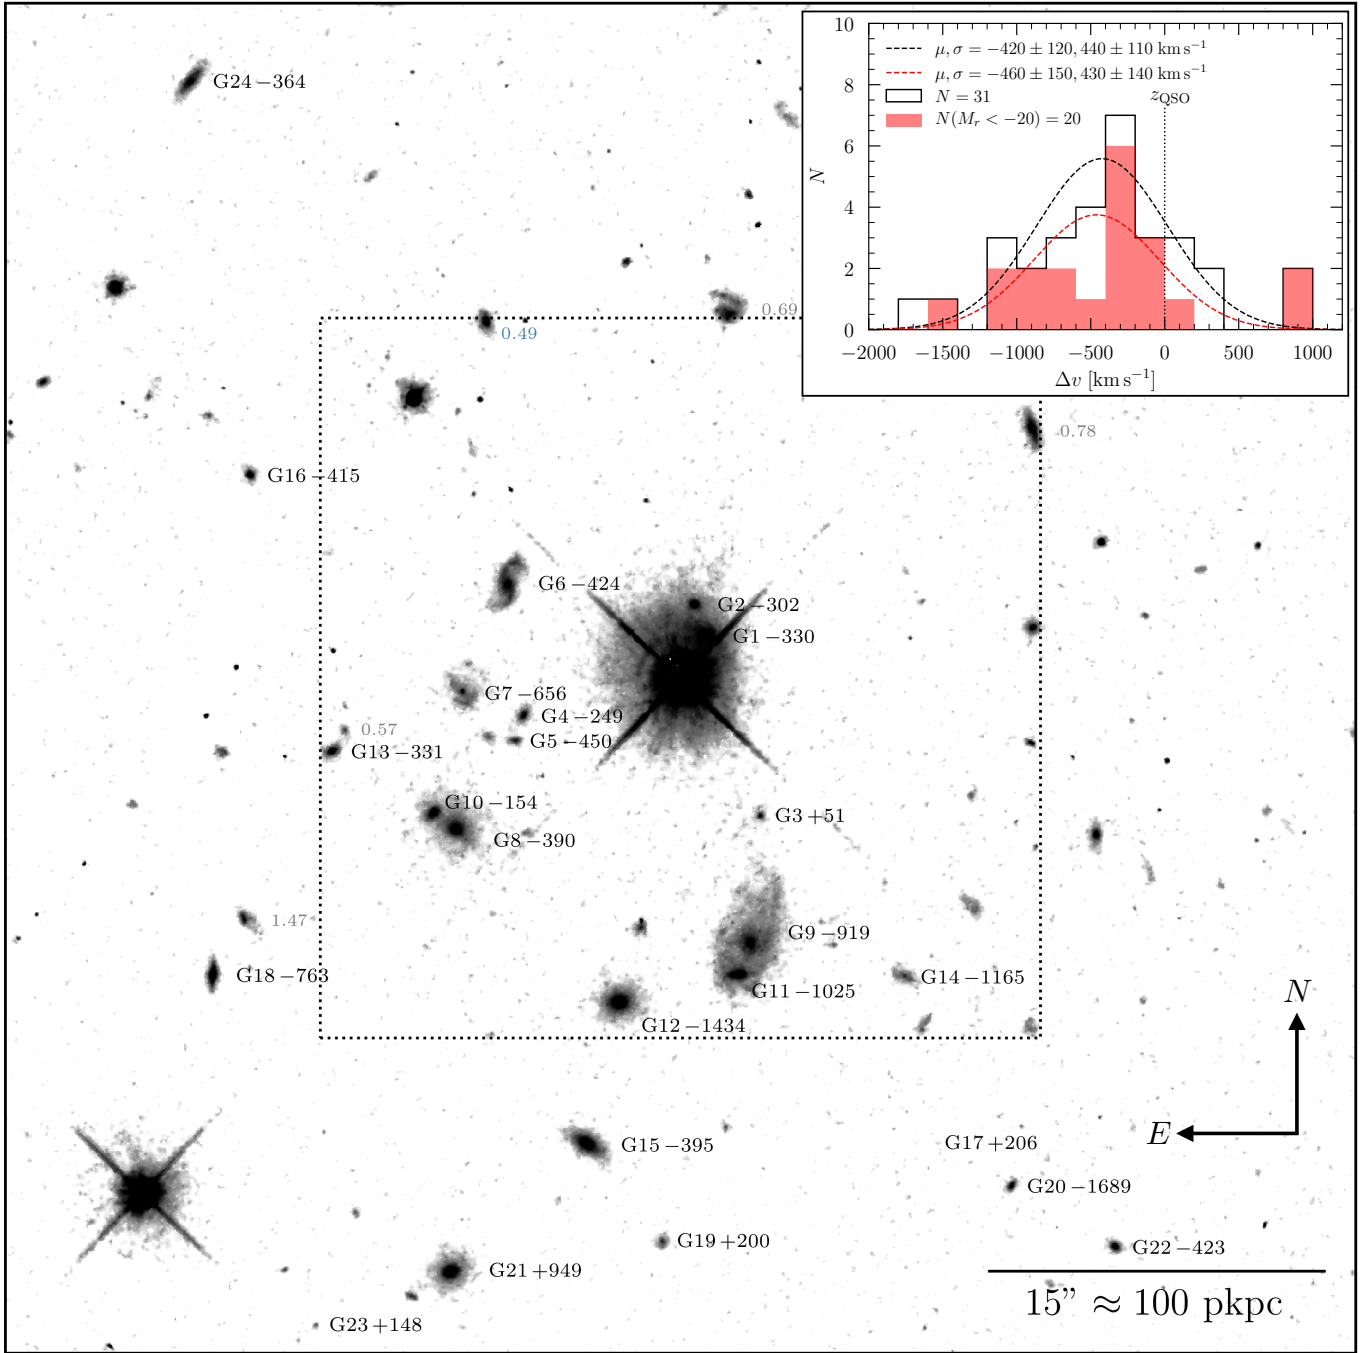 G24 −364
10
8
6
4
2
0
N
μ, σ = −420 ± 120, 440 ± 110 km s⁻¹
μ, σ = −460 ± 150, 430 ± 140 km s⁻¹
N = 31
N(Mᵣ < −20) = 20
z_QSO
−2000 −1500 −1000 −500 0 500 1000
Δv [km s⁻¹]
0.69
0.49
0.78
G16 −415
G6 −424
G2 −302
G1 −330
G7 −656
G4 −249
0.57
G5 −450
G13 −331
G10 −154
G3 +51
G8 −390
1.47
G9 −919
G18 −763
G14 −1165
G11 −1025
G12 −1434
N
E
G15 −395
G17 +206
G20 −1689
G19 +200
G22 −423
G21 +949
15” ≈ 100 pkpc
G23 +148